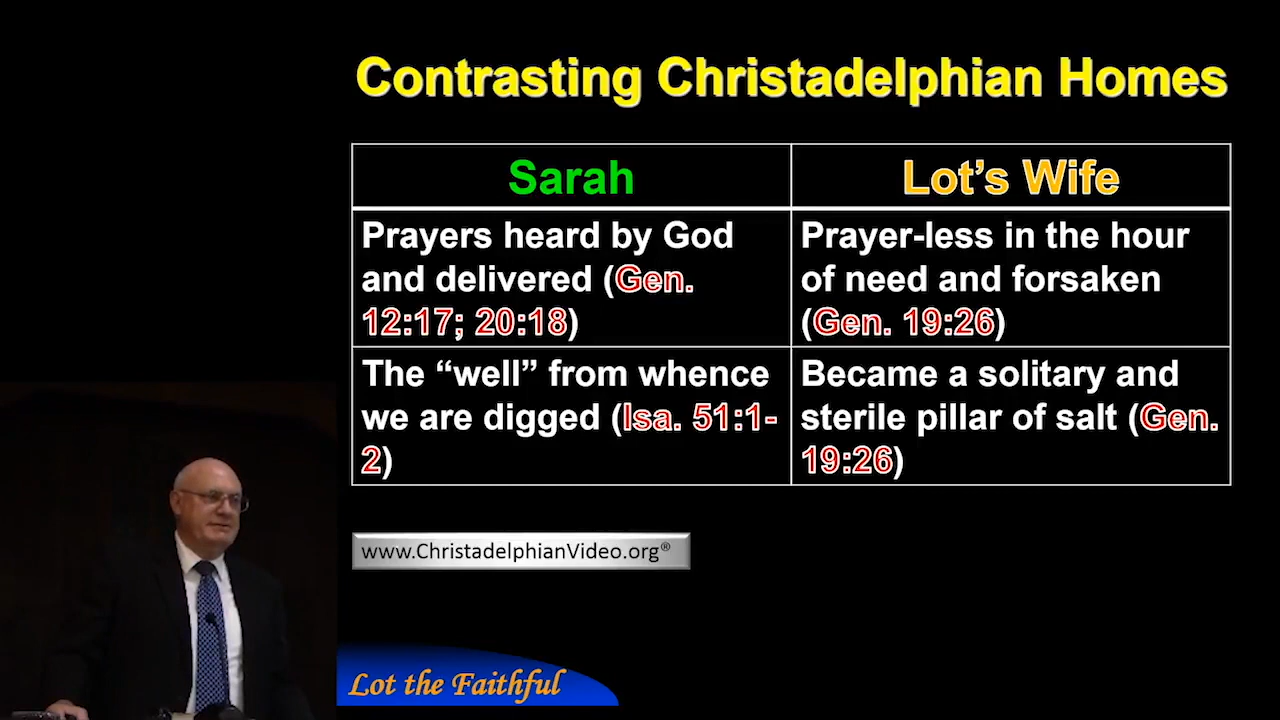 Contrasting Christadelphian Homes
Sarah
Lot's Wife
Prayers heard by God
and delivered (Gen.
12:17; 20:18)
Prayer-less in the hour
of need and forsaken
(Gen. 19:26)
The “well” from whence
we are digged (Isa. 51:1-
2)
Became a solitary and
sterile pillar of salt (Gen.
19:26)
www.ChristadelphianVideo.org®
Lot the Faithful